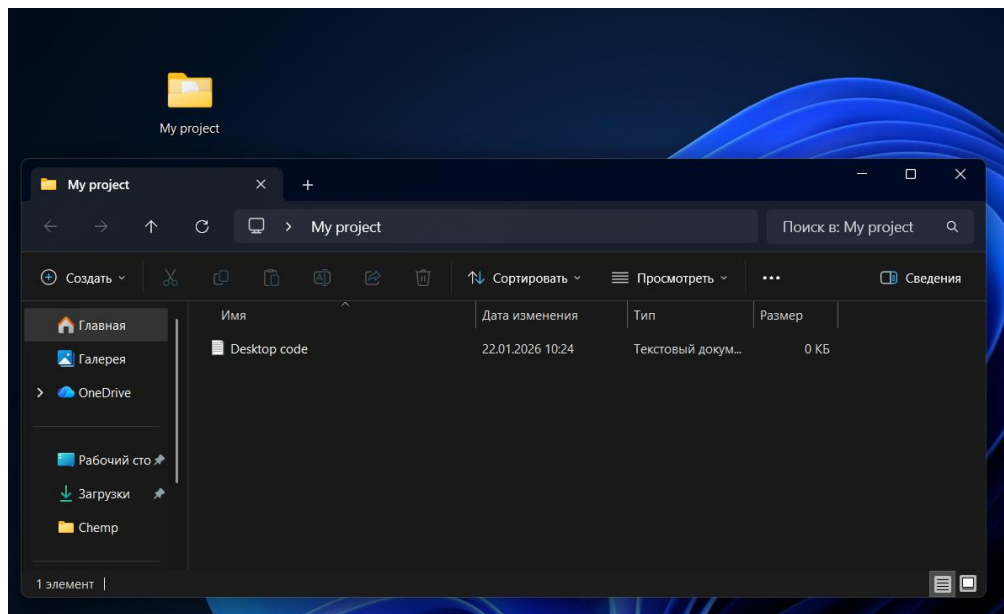 My project
My project
My project
Поиск в: My project
Создать
Сортировать
Просмотреть
Сведения
Имя
Дата изменения
Тип
Размер
Desktop code
22.01.2026 10:24
Текстовый докум...
0 КБ
Главная
Галерея
OneDrive
Рабочий сто
Загрузки
Chemp
1 элемент